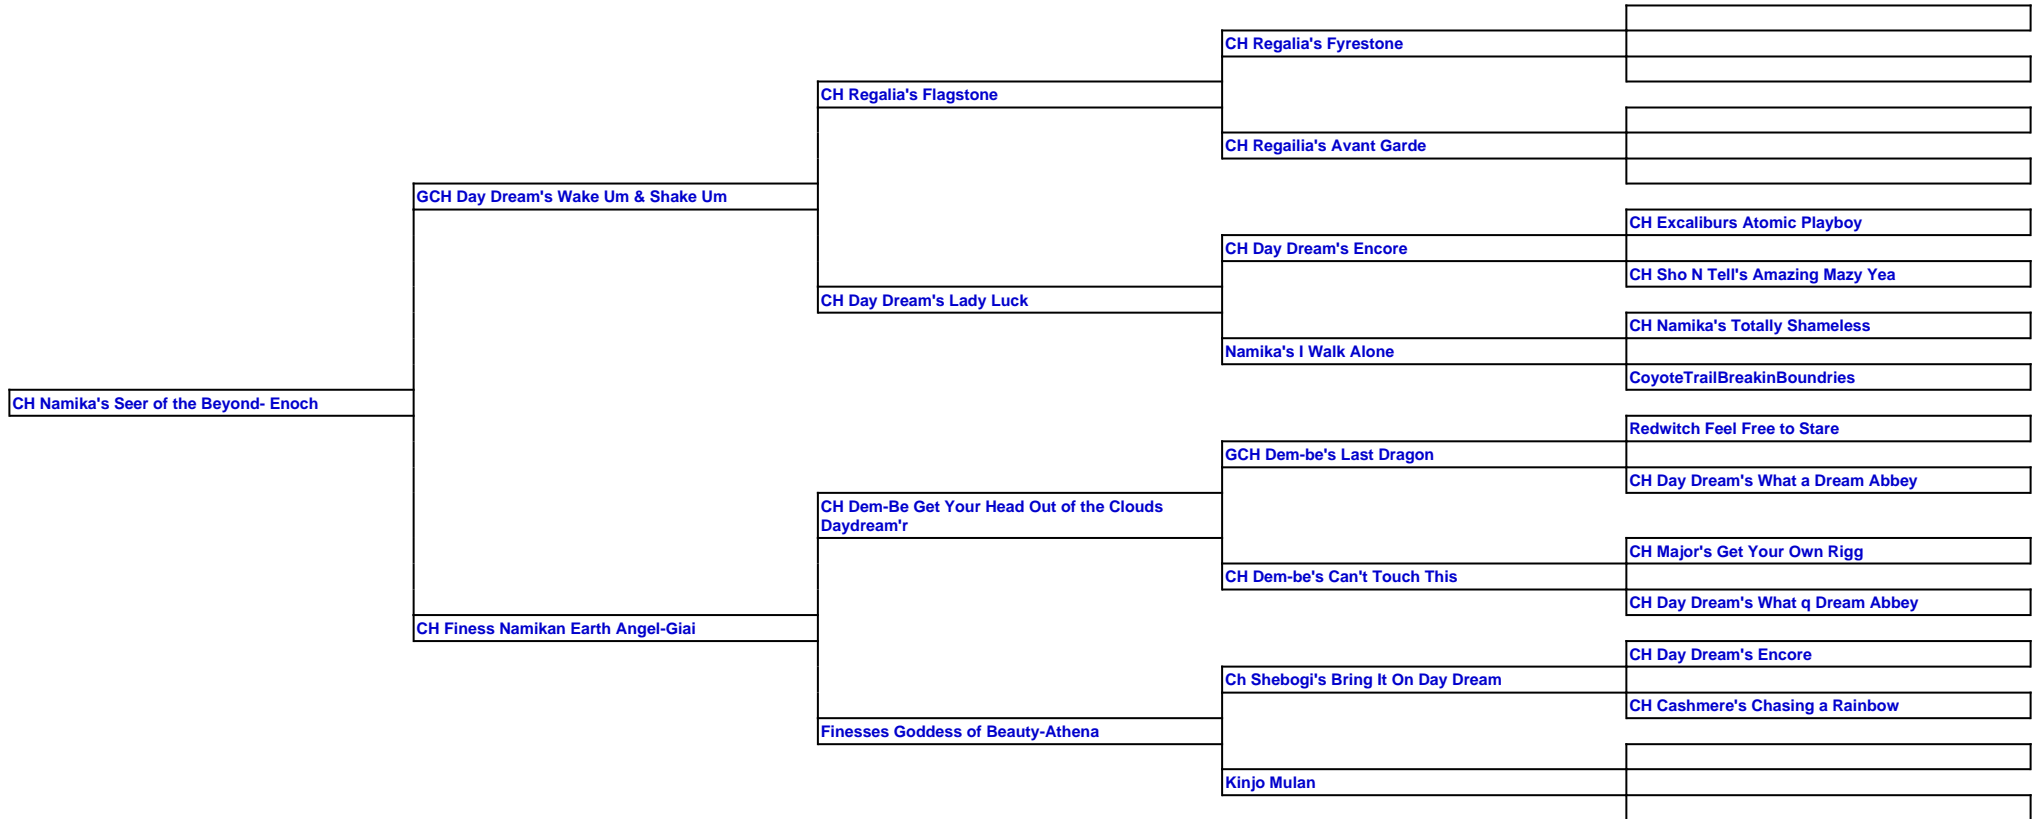 CH Regalia's Fyrestone
CH Regalia's Flagstone
CH Regailia's Avant Garde
GCH Day Dream's Wake Um & Shake Um
CH Excaliburs Atomic Playboy
CH Day Dream's Encore
CH Sho N Tell's Amazing Mazy Yea
CH Day Dream's Lady Luck
CH Namika's Totally Shameless
Namika's I Walk Alone
CoyoteTrailBreakinBoundries
CH Namika's Seer of the Beyond- Enoch
Redwitch Feel Free to Stare
GCH Dem-be's Last Dragon
CH Day Dream's What a Dream Abbey
CH Dem-Be Get Your Head Out of the Clouds
Daydream'r
CH Major's Get Your Own Rigg
CH Dem-be's Can't Touch This
CH Day Dream's What q Dream Abbey
CH Finess Namikan Earth Angel-Giai
CH Day Dream's Encore
Ch Shebogi's Bring It On Day Dream
CH Cashmere's Chasing a Rainbow
Finesses Goddess of Beauty-Athena
Kinjo Mulan